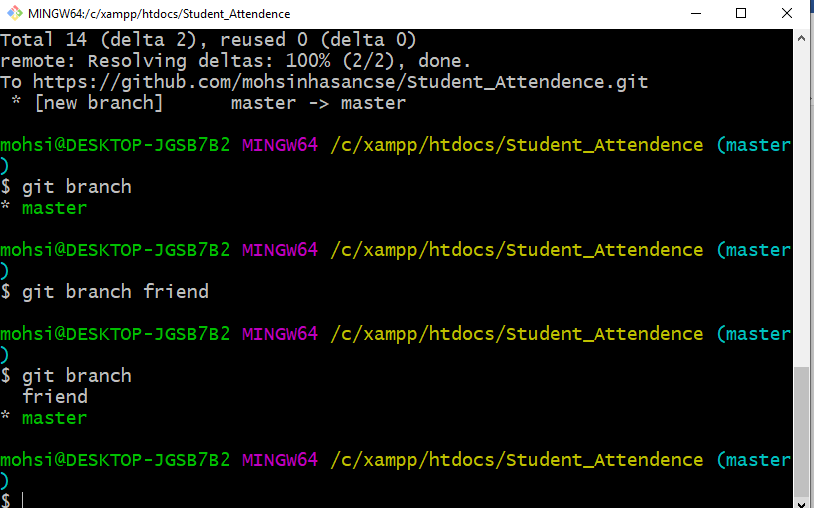 MINGW64:/c/xampp/htdocs/Student_Attendence
Total 14 (delta 2), reused 0 (delta 0)
remote: Resolving deltas: 100% (2/2), done.
To https://github.com/mohsinhasancse/Student_Attendence.git
 * [new branch]      master -> master
mohsi@DESKTOP-JGSB7B2 MINGW64 /c/xampp/htdocs/Student_Attendence (master
)
$ git branch
* master
mohsi@DESKTOP-JGSB7B2 MINGW64 /c/xampp/htdocs/Student_Attendence (master
)
$ git branch friend
mohsi@DESKTOP-JGSB7B2 MINGW64 /c/xampp/htdocs/Student_Attendence (master
)
$ git branch
  friend
* master
mohsi@DESKTOP-JGSB7B2 MINGW64 /c/xampp/htdocs/Student_Attendence (master
)
$